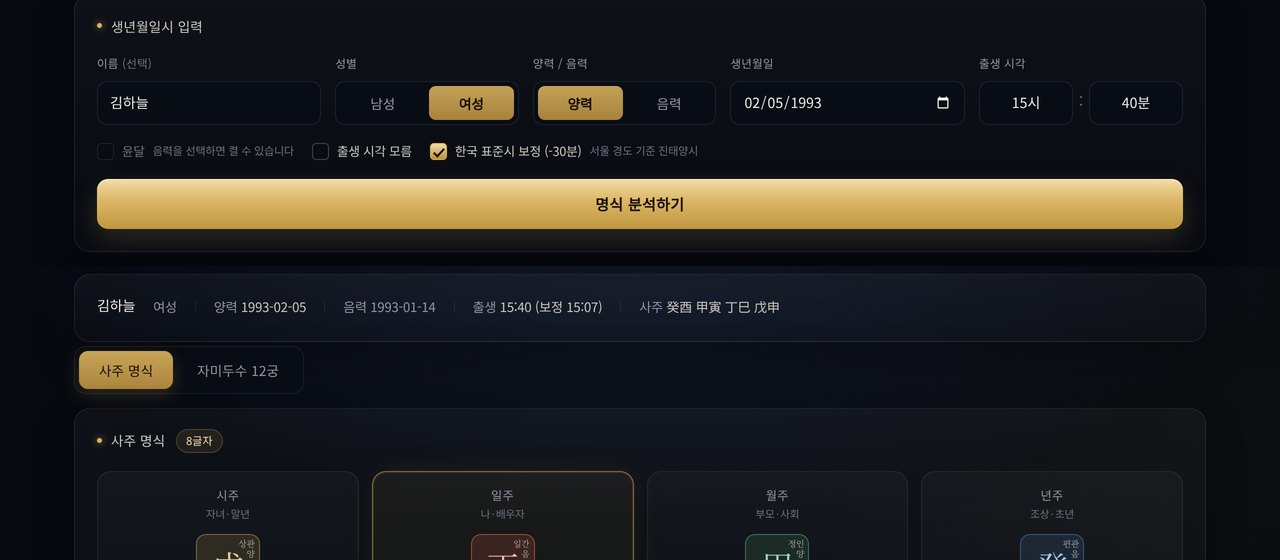 생년월일시 입력
이름 (선택) 성별 양력 / 음력 생년월일 출생 시각
김하늘 남성 여성 양력 음력 02/05/1993 15시 : 40분
윤달 음력을 선택하면 켤 수 있습니다 출생 시각 모름 한국 표준시 보정 (-30분) 서울 경도 기준 진태양시
명식 분석하기
김하늘 여성 양력 1993-02-05 음력 1993-01-14 출생 15:40 (보정 15:07) 사주 癸酉 甲寅 丁巳 戊申
사주 명식 자미두수 12궁
사주 명식 8글자
시주 일주 월주 년주
자녀·말년 나·배우자 부모·사회 조상·초년
상관 일간 정인 편관
양 음 양 음